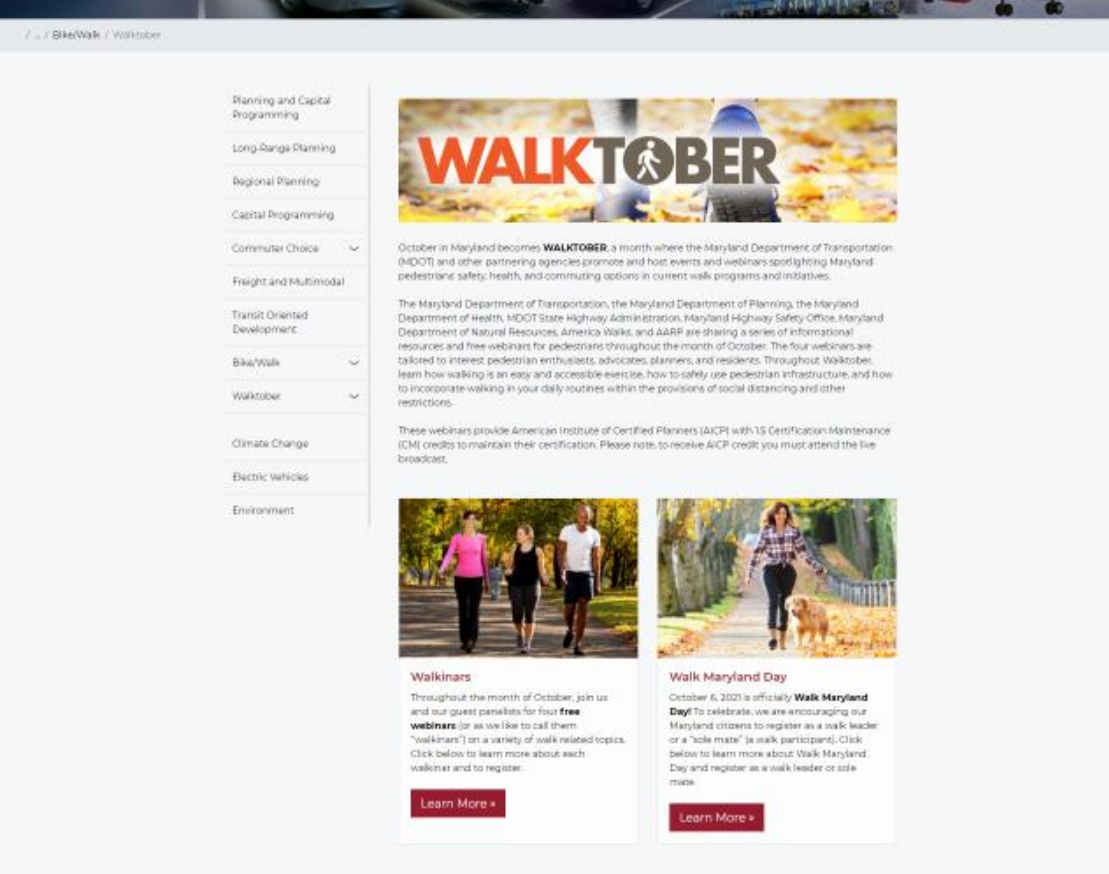 / ... / Bike/Walk / Walktober
Planning and Capital
Programming
Long-Range Planning
Regional Planning
Capital Programming
Commuter Choice
Freight and Multimodal
Transit Oriented
Development
Bike/Walk
Walktober
Climate Change
Electric Vehicles
Environment
WALKTOBER
October in Maryland becomes WALKTOBER, a month where the Maryland Department of Transportation
(MDOT) and other partnering agencies promote and host events and webinars spotlighting Maryland
pedestrians' safety, health, and commuting options in current walk programs and initiatives.
The Maryland Department of Transportation, the Maryland Department of Planning, the Maryland
Department of Health, MDOT State Highway Administration, Maryland Highway Safety Office, Maryland
Department of Natural Resources, America Walks, and AARP are sharing a series of informational
resources and free webinars for pedestrians throughout the month of October. The four webinars are
tailored to interest pedestrian enthusiasts, advocates, planners, and residents. Throughout Walktober,
learn how walking is an easy and accessible exercise, how to safely use pedestrian infrastructure, and how
to incorporate walking in your daily routines within the provisions of social distancing and other
restrictions.
These webinars provide American Institute of Certified Planners (AICP) with 1.5 Certification Maintenance
(CM) credits to maintain their certification. Please note, to receive AICP credit you must attend the live
broadcast.
Walkinars
Throughout the month of October, join us
and our guest panelists for four free
webinars (or as we like to call them
"walkinars") on a variety of walk related topics.
Click below to learn more about each
walkinar and to register.
Learn More »
Walk Maryland Day
October 6, 2021 is officially Walk Maryland
Day! To celebrate, we are encouraging our
Maryland citizens to register as a walk leader
or a "sole mate" (a walk participant). Click
below to learn more about Walk Maryland
Day and register as a walk leader or sole
mate.
Learn More »